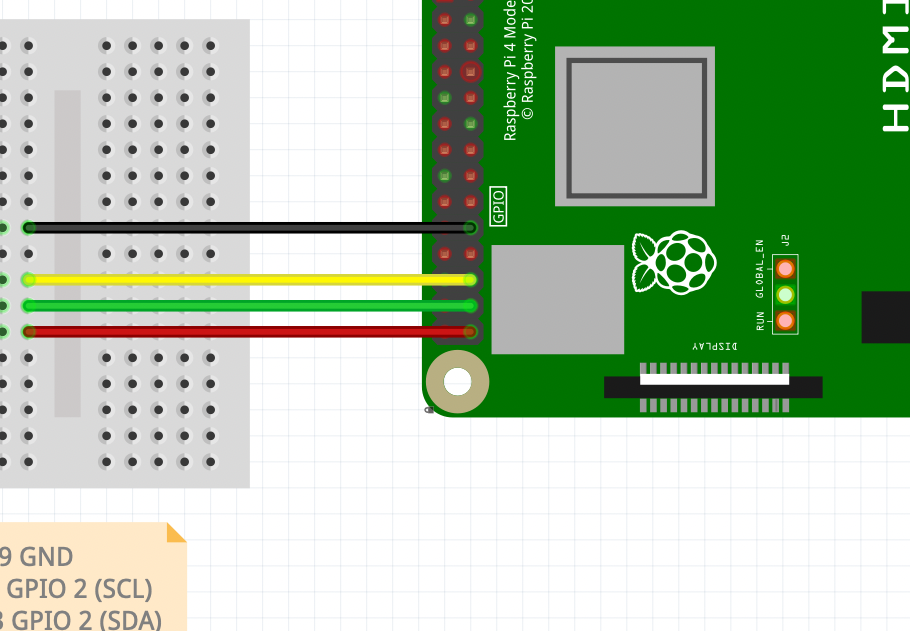 Raspberry Pi 4 Mode
© Raspberry Pi 20
HDMI
GPIO
J2
GLOBAL_EN
RUN
DISPLAY
9 GND
GPIO 2 (SCL)
3 GPIO 2 (SDA)